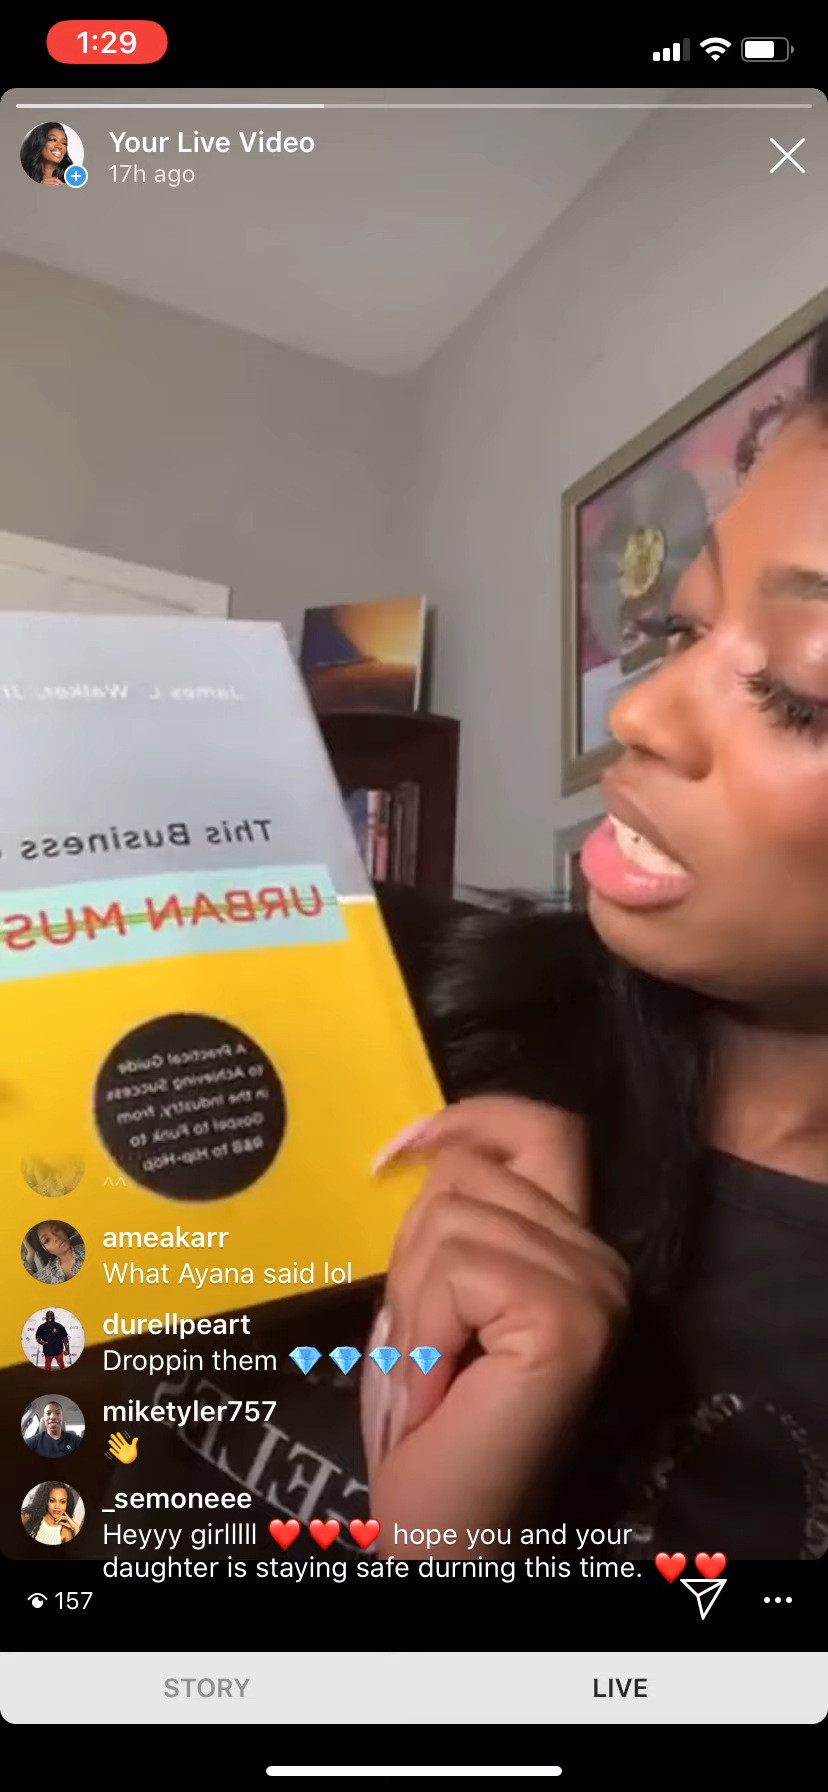 1:29
Your Live Video
17h ago
James L. Walker, Jr.
This Business
URBAN MUS
A Practical Guide
to Achieving Success
in the Industry, from
Gospel to Funk to
R&B to Hip-Hop
^^
ameakarr
What Ayana said lol
durellpeart
Droppin them 💎💎💎💎
miketyler757
👋
_semoneee
Heyyy girlllll ❤️❤️❤️ hope you and your
daughter is staying safe durning this time. ❤️❤️
157
STORY
LIVE